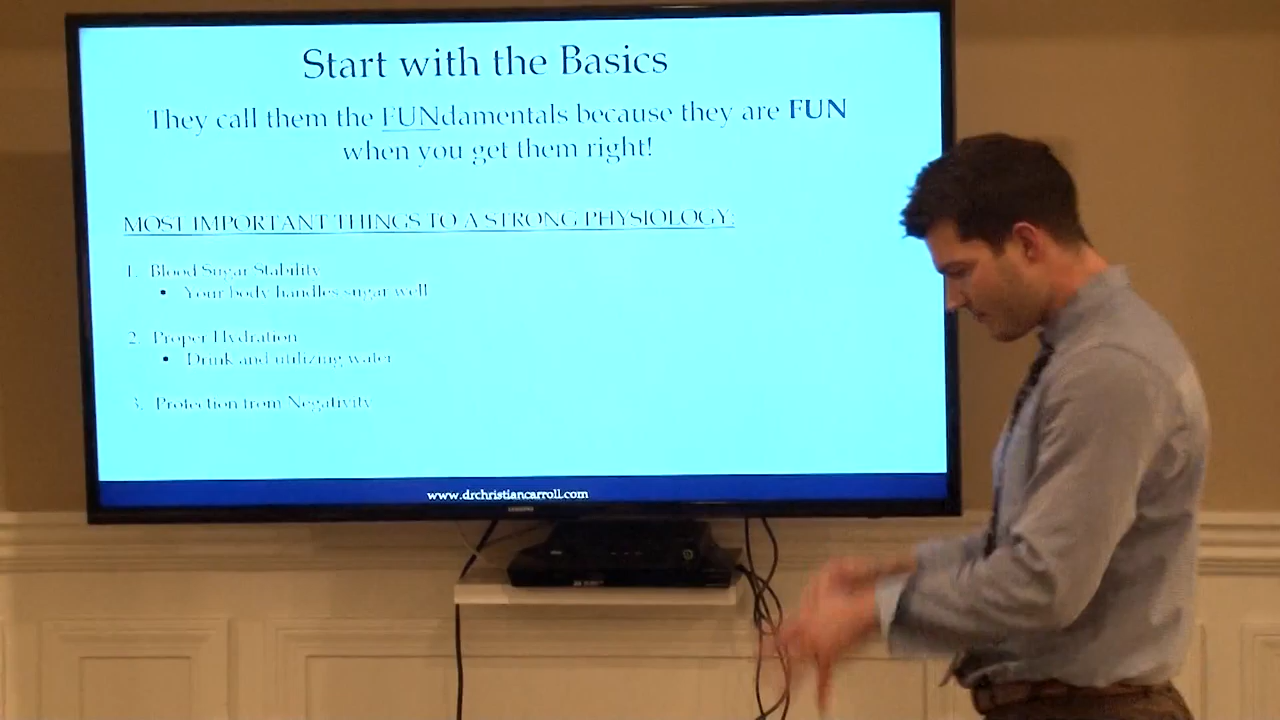 Start with the Basics
They call them the FUNdamentals because they are FUN
when you get them right!
MOST IMPORTANT THINGS TO A STRONG PHYSIOLOGY:
1. Blood Sugar Stability
• Your body handles sugar well
2. Proper Hydration
• Drink and utilizing water
3. Protection from Negativity
www.drchristiancarroll.com
SAMSUNG